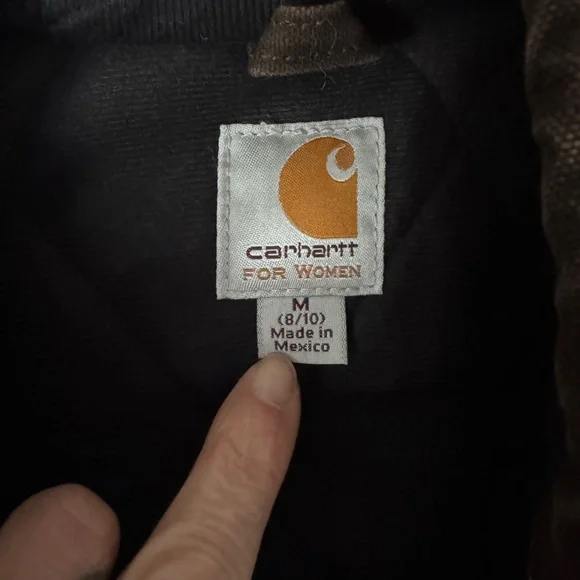 carhartt
FOR WOMEN
M
(8/10)
Made in
Mexico